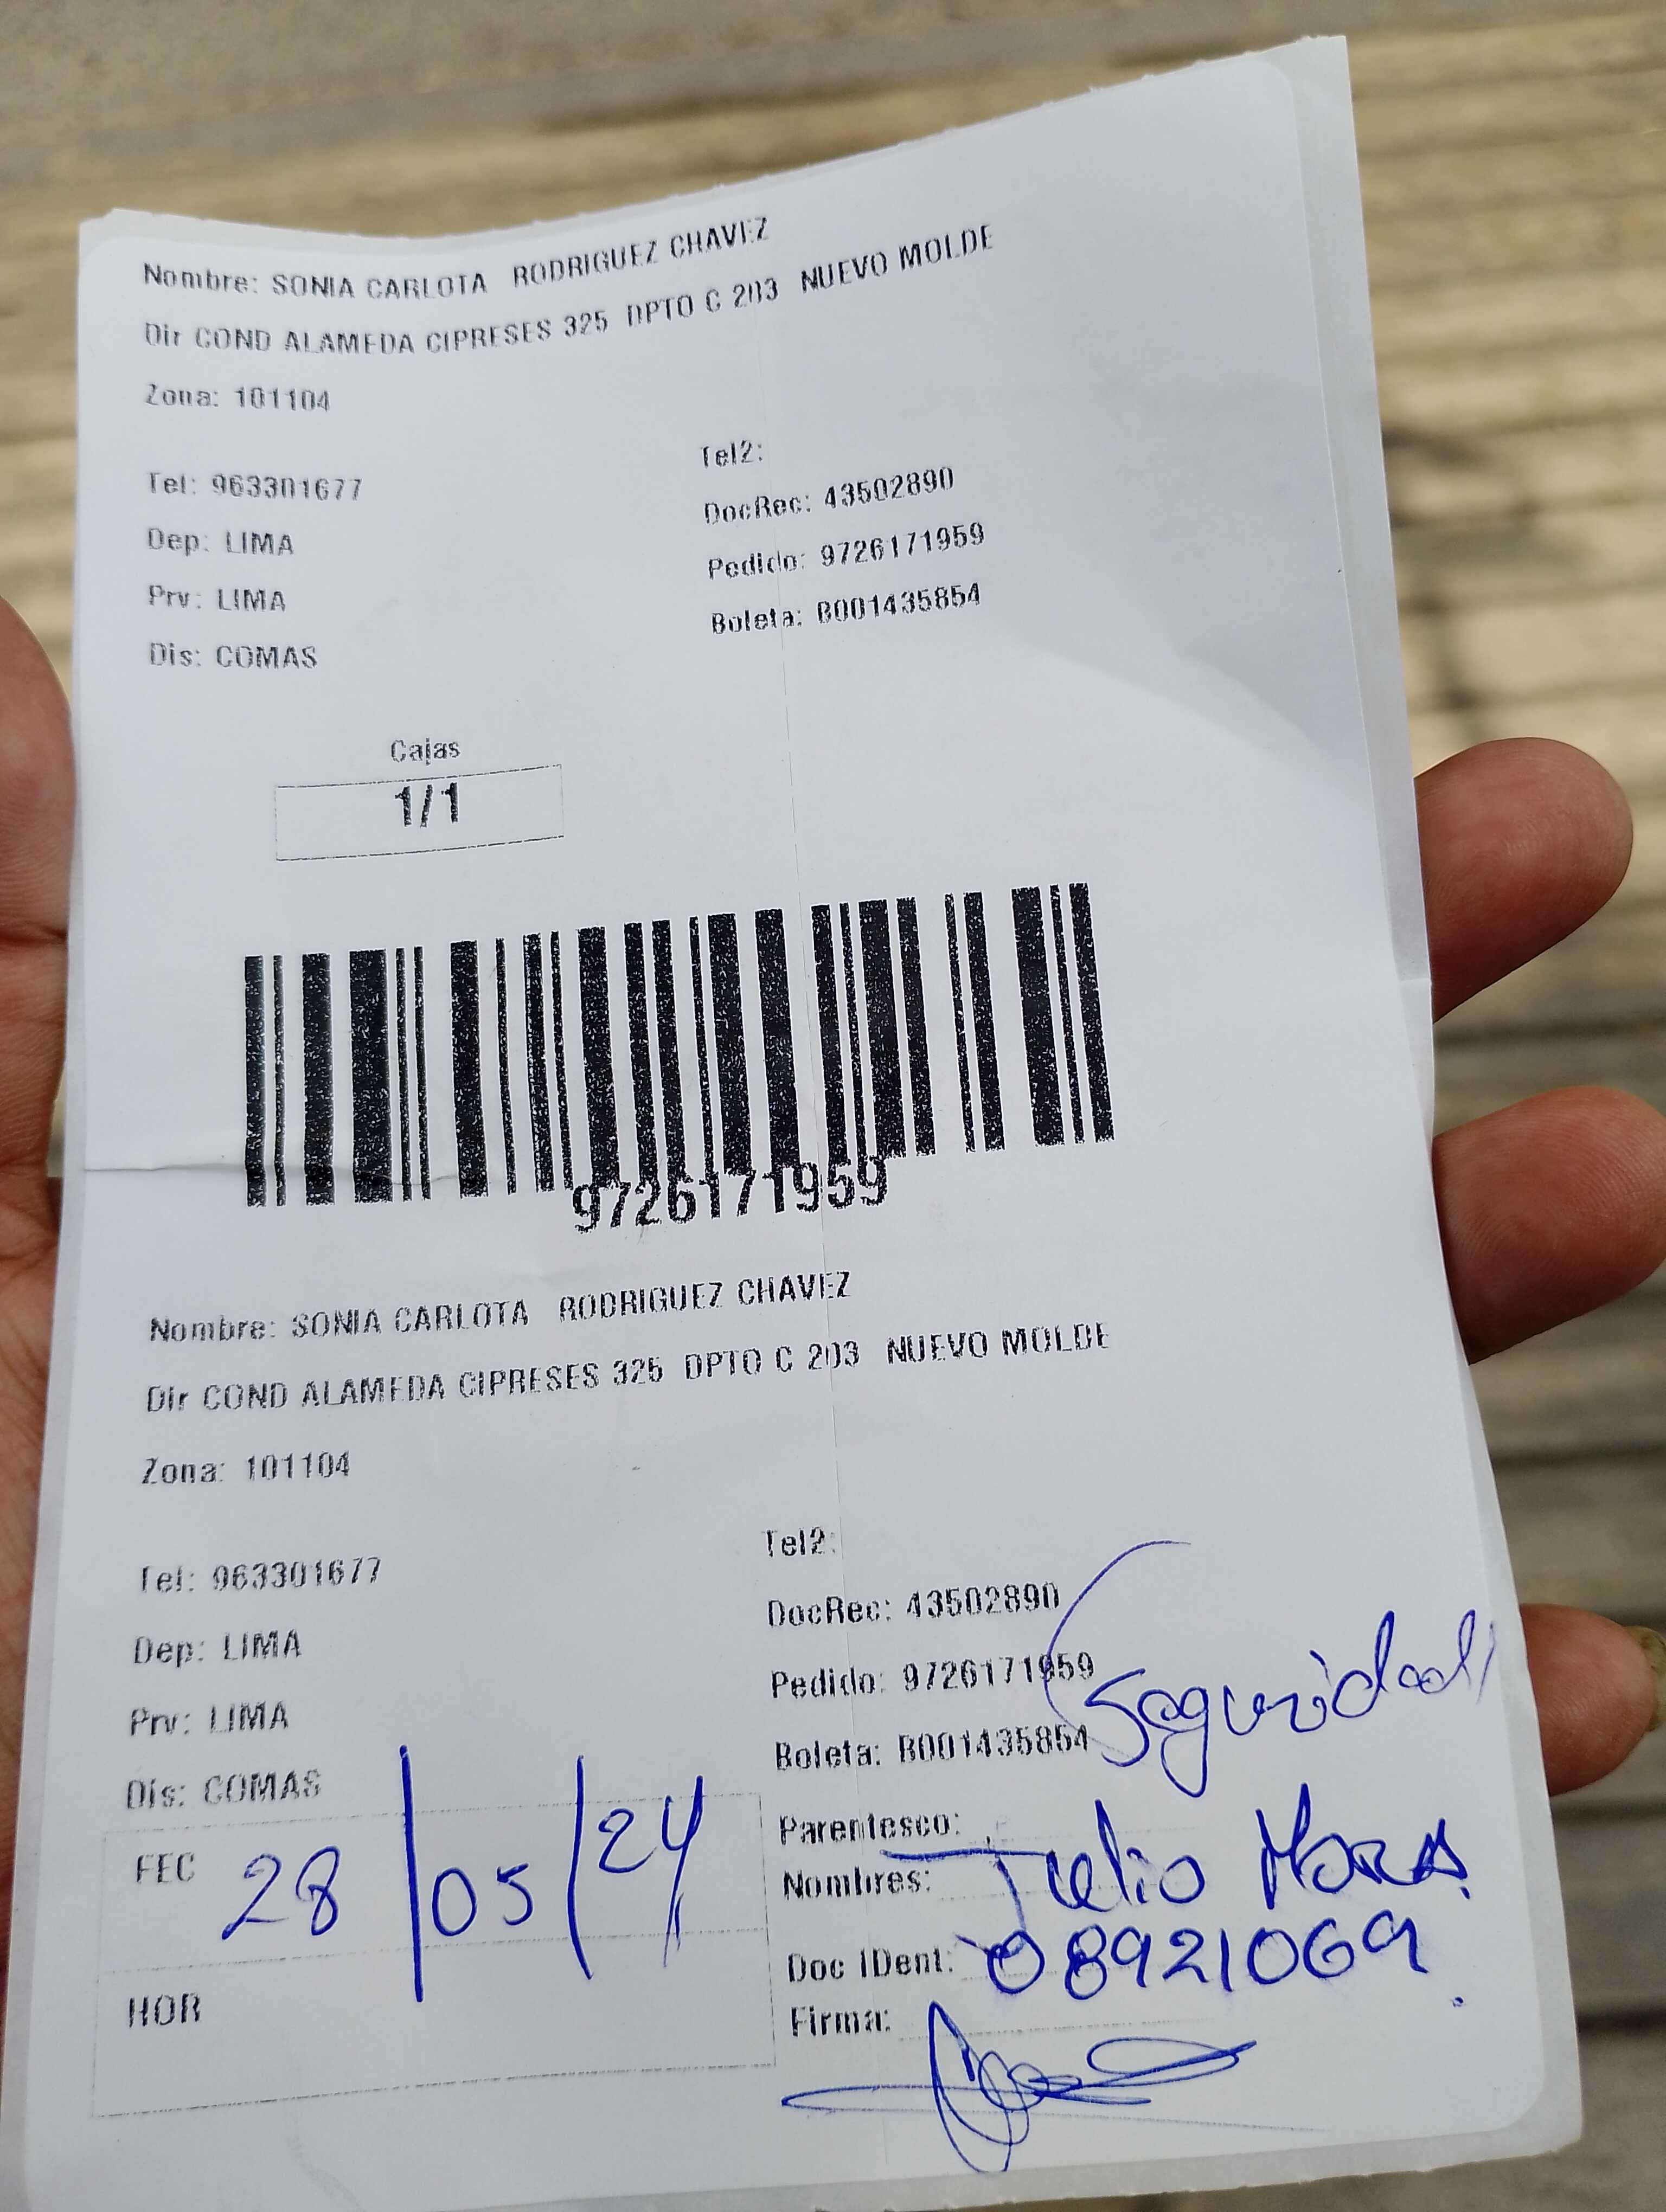 Nombre: SONIA CARLOTA RODRIGUEZ CHAVEZ
Dir COND ALAMEDA CIPRESES 325 DPTO C 203 NUEVO MOLDE
Zona: 101104
Tel2:
Tel: 963301677
DocRec: 43502890
Dep: LIMA
Pedido: 9726171959
Prv: LIMA
Boleta: B001435854
Dis: COMAS
Cajas
1/1
9726171959
Nombre: SONIA CARLOTA RODRIGUEZ CHAVEZ
Dir COND ALAMEDA CIPRESES 325 DPTO C 203 NUEVO MOLDE
Zona: 101104
Tel2:
Tel: 963301677
DocRec: 43502890
Dep: LIMA
Pedido: 9726171959
Seguridad
Prv: LIMA
Boleta: B001435854
Dis: COMAS
Parentesco:
FEC 28/05/24
Nombres: Julio Mora
Doc IDent: 08921069
HOR
Firma: